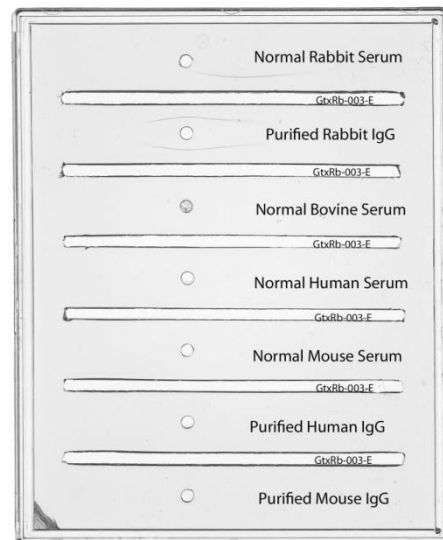 Normal Rabbit Serum
GtxRb-003-E
Purified Rabbit IgG
GtxRb-003-E
Normal Bovine Serum
GtxRb-003-E
Normal Human Serum
GtxRb-003-E
Normal Mouse Serum
GtxRb-003-E
Purified Human IgG
GtxRb-003-E
Purified Mouse IgG